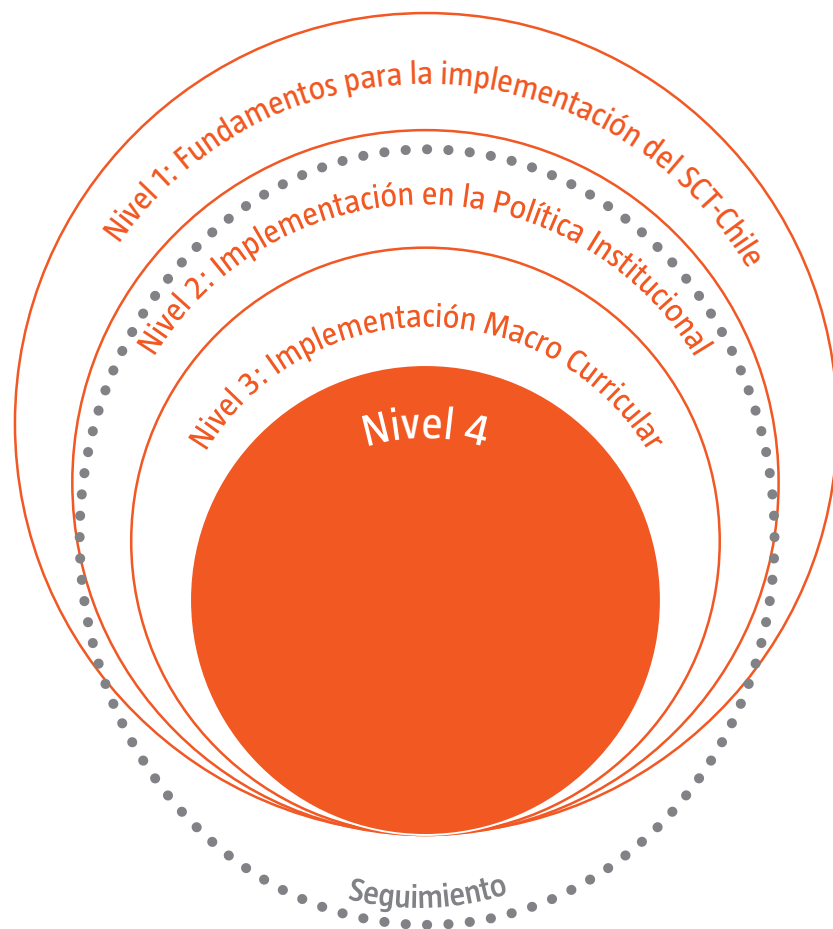 Nivel 1: Fundamentos para la implementación del SCT-Chile
Nivel 2: Implementación en la Política Institucional
Nivel 3: Implementación Macro Curricular
Nivel 4
Seguimiento